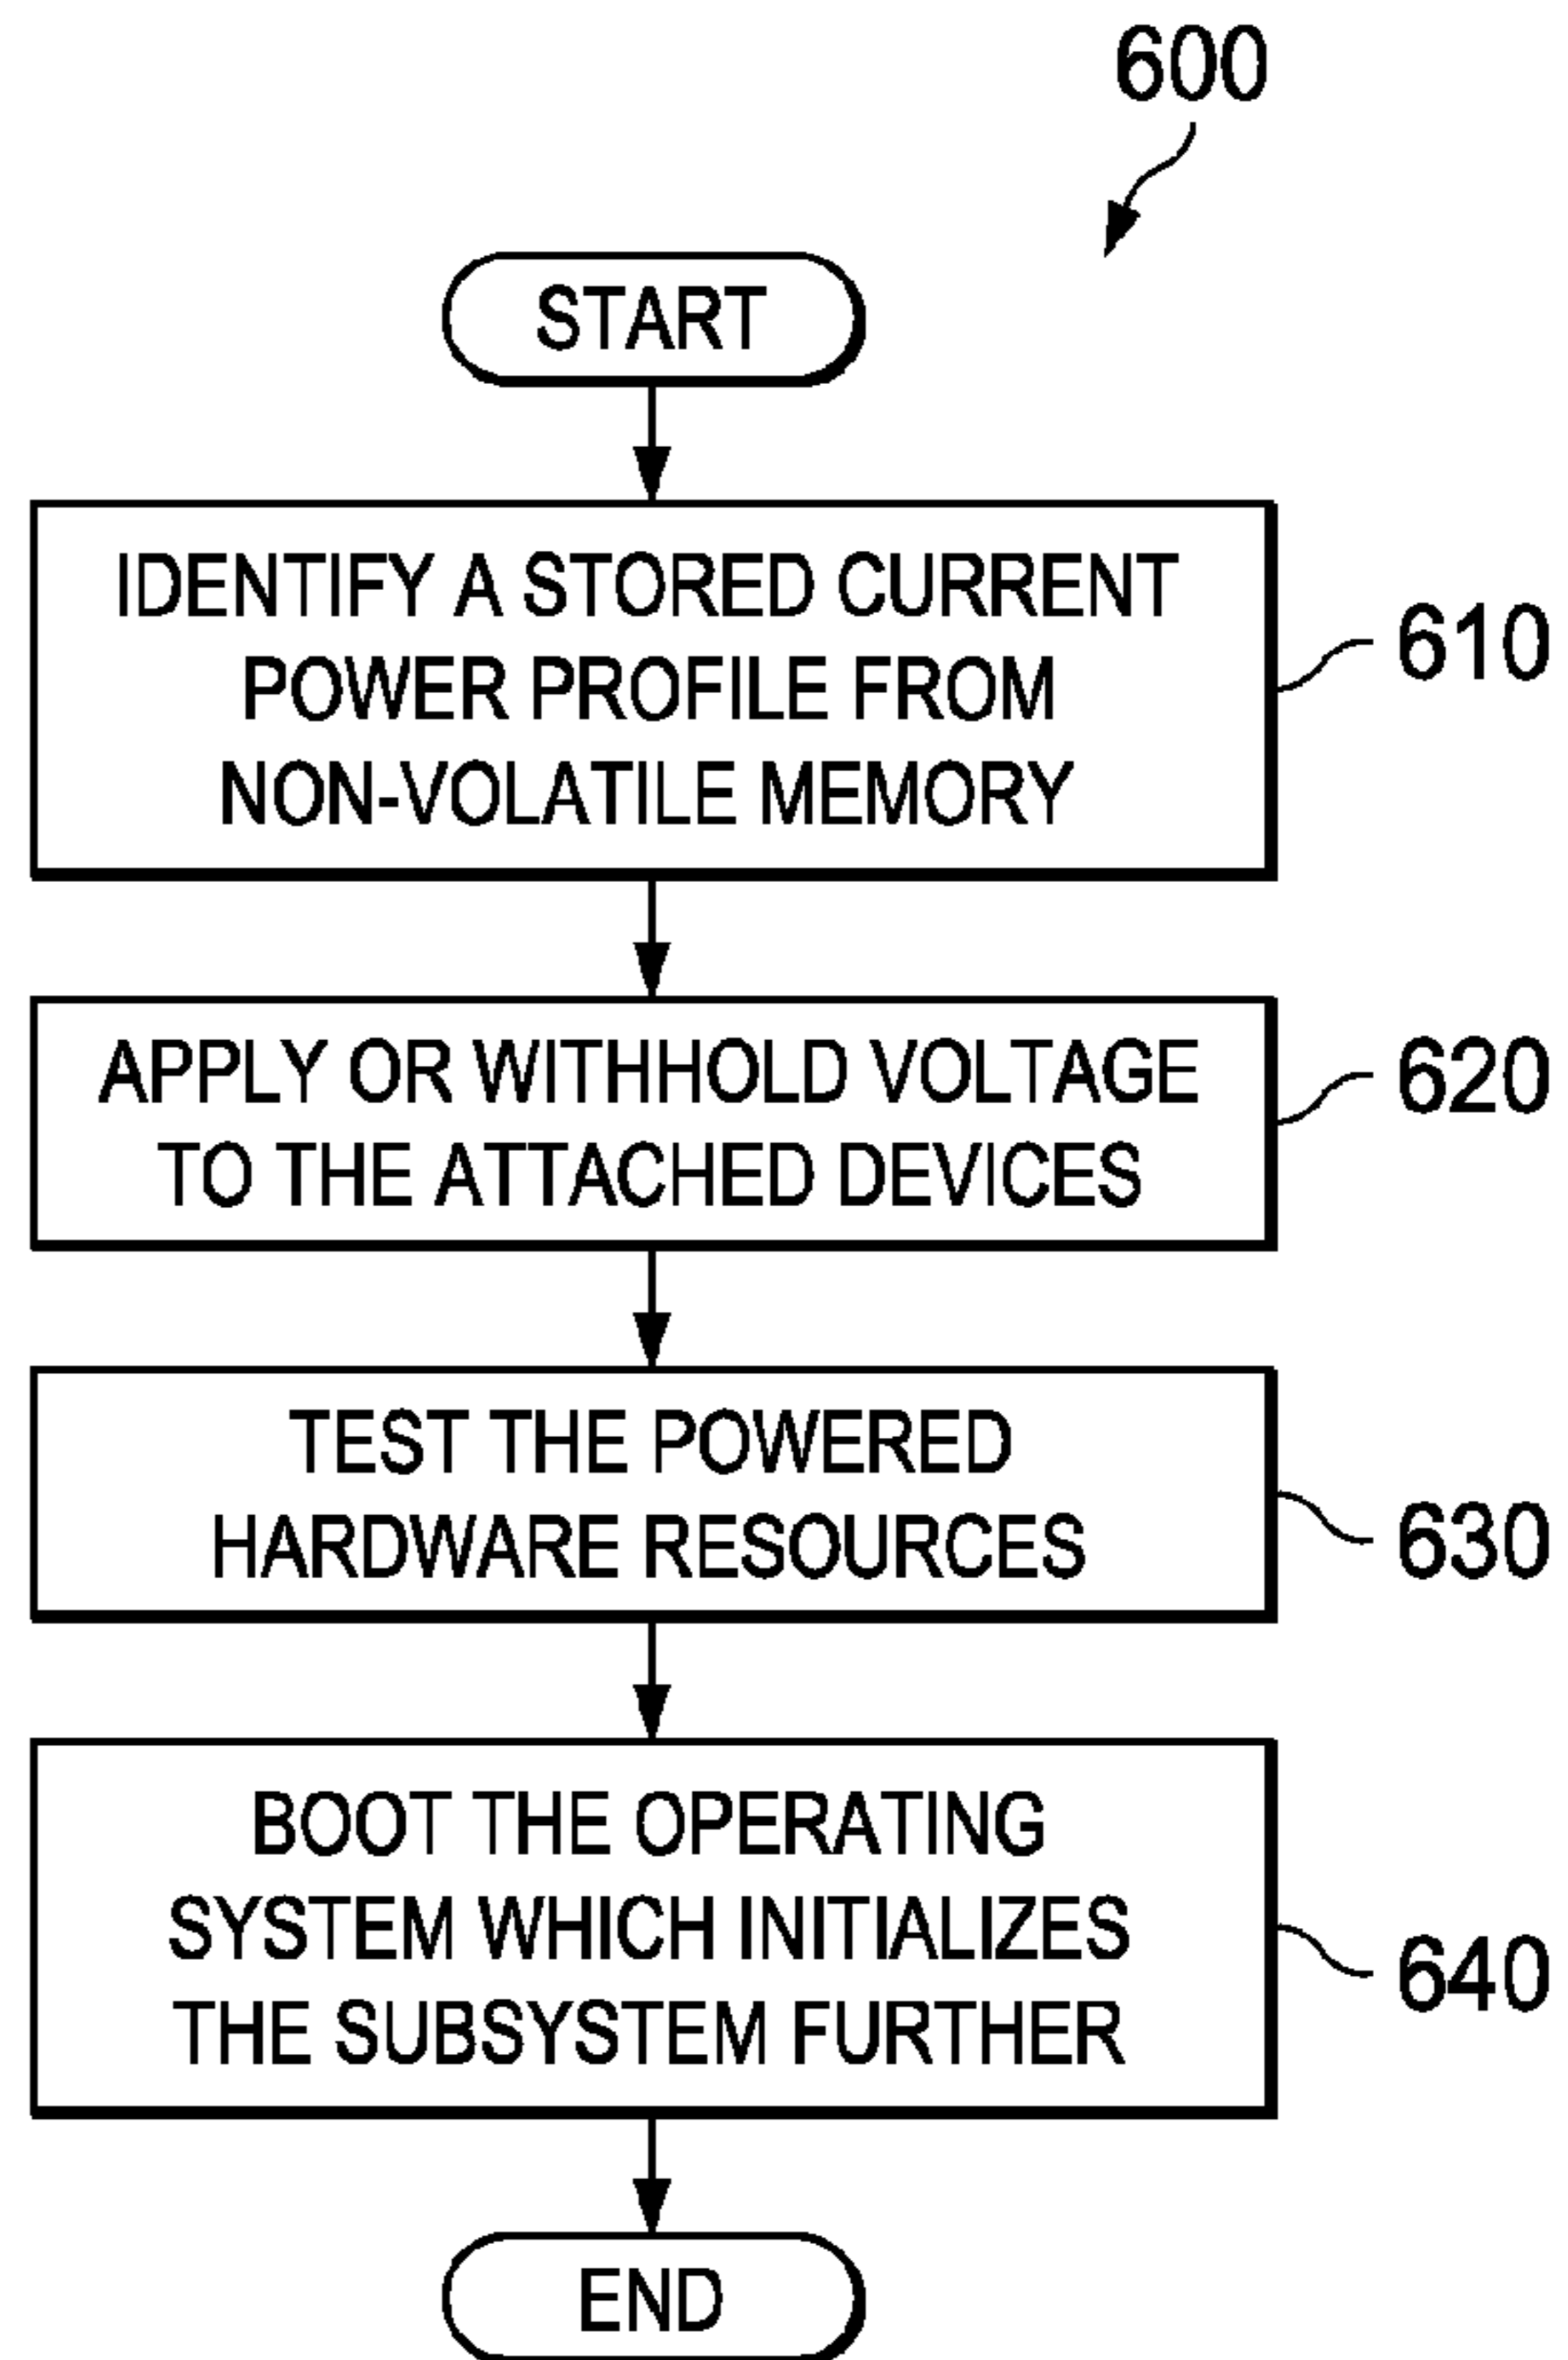 600
START
IDENTIFY A STORED CURRENT
POWER PROFILE FROM
NON-VOLATILE MEMORY
610
APPLY OR WITHHOLD VOLTAGE
TO THE ATTACHED DEVICES
620
TEST THE POWERED
HARDWARE RESOURCES
630
BOOT THE OPERATING
SYSTEM WHICH INITIALIZES
THE SUBSYSTEM FURTHER
640
END